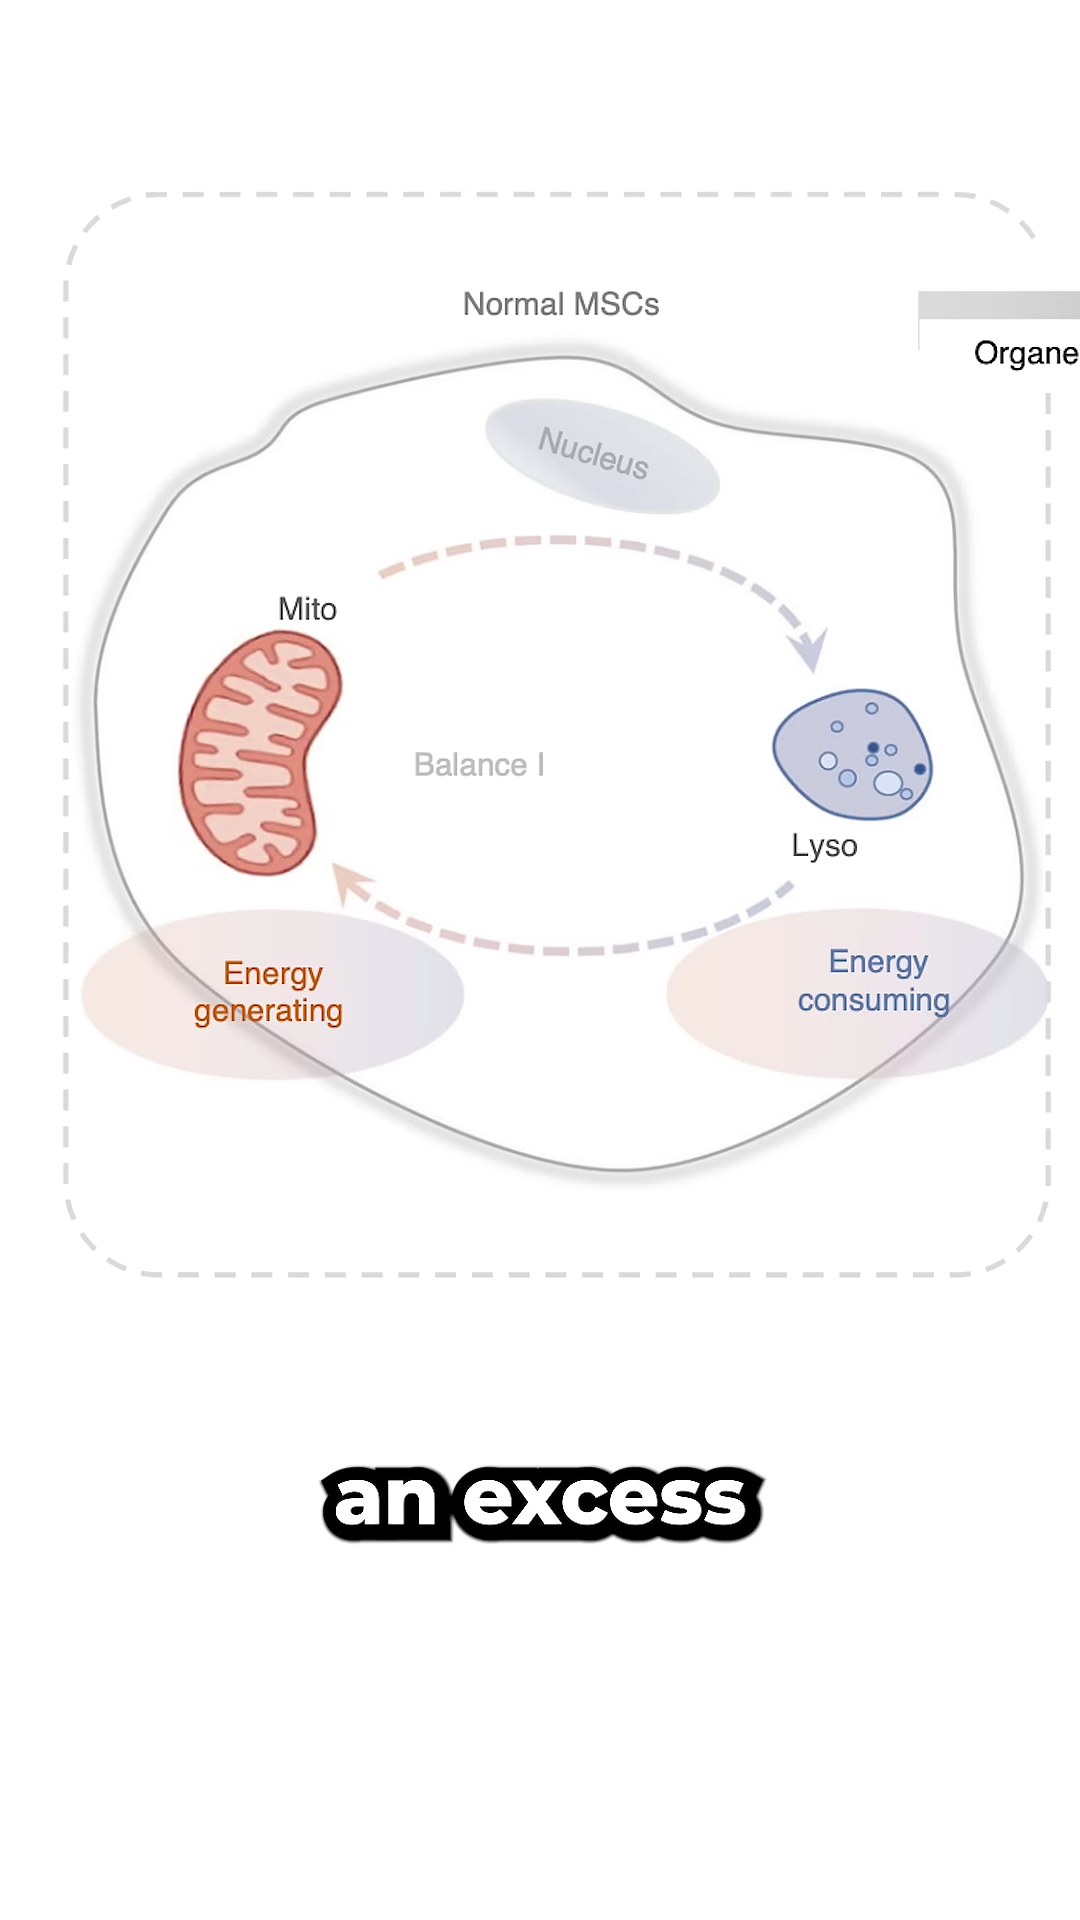 Normal MSCs
Organe
Nucleus
Mito
Balance I
Lyso
Energy
generating
Energy
consuming
an excess